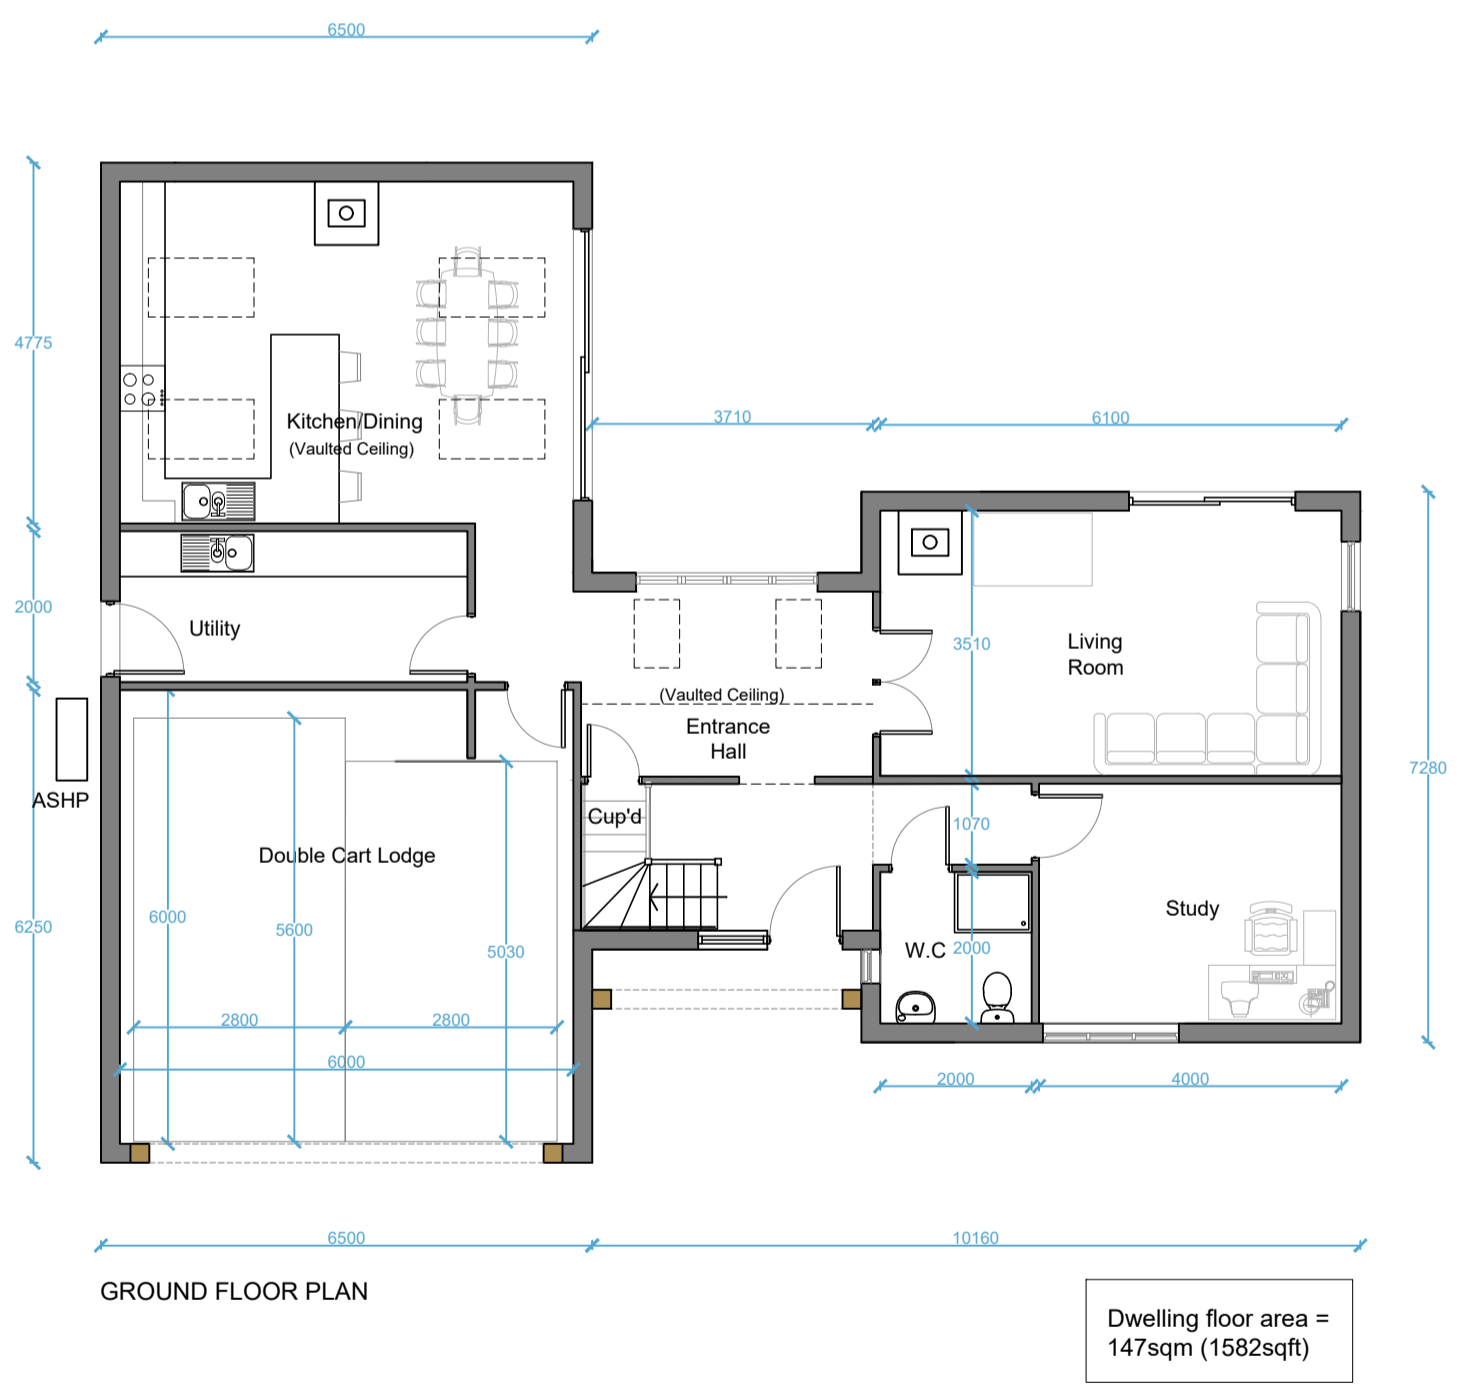 6500
4775
Kitchen/Dining
(Vaulted Ceiling)
3710
6100
2000
Utility
3510
Living
Room
(Vaulted Ceiling)
Entrance
Hall
7280
ASHP
Cup'd
1070
Double Cart Lodge
6250
6000
5600
5030
Study
W.C
2000
2800
2800
6000
2000
4000
6500
10160
GROUND FLOOR PLAN
Dwelling floor area =
147sqm (1582sqft)